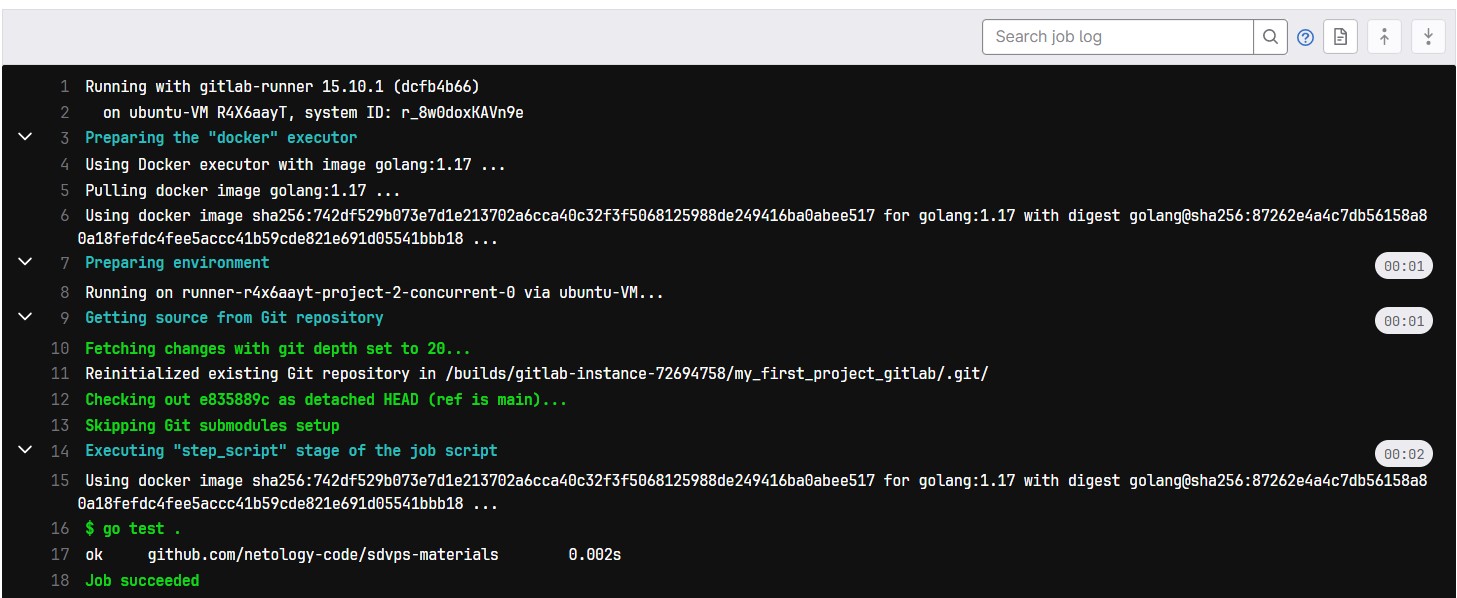 Search job log
1 Running with gitlab-runner 15.10.1 (dcfb4b66)
2 on ubuntu-VM R4X6aayT, system ID: r_8w0doxKAVn9e
3 Preparing the "docker" executor
4 Using Docker executor with image golang:1.17 ...
5 Pulling docker image golang:1.17 ...
6 Using docker image sha256:742df529b073e7d1e213702a6cca40c32f3f5068125988de249416ba0abee517 for golang:1.17 with digest golang@sha256:87262e4a4c7db56158a8
0a18fefdc4fee5accc41b59cde821e691d05541bbb18 ...
7 Preparing environment 00:01
8 Running on runner-r4x6aayt-project-2-concurrent-0 via ubuntu-VM...
9 Getting source from Git repository 00:01
10 Fetching changes with git depth set to 20...
11 Reinitialized existing Git repository in /builds/gitlab-instance-72694758/my_first_project_gitlab/.git/
12 Checking out e835889c as detached HEAD (ref is main)...
13 Skipping Git submodules setup
14 Executing "step_script" stage of the job script 00:02
15 Using docker image sha256:742df529b073e7d1e213702a6cca40c32f3f5068125988de249416ba0abee517 for golang:1.17 with digest golang@sha256:87262e4a4c7db56158a8
0a18fefdc4fee5accc41b59cde821e691d05541bbb18 ...
16 $ go test .
17 ok github.com/netology-code/sdvps-materials 0.002s
18 Job succeeded